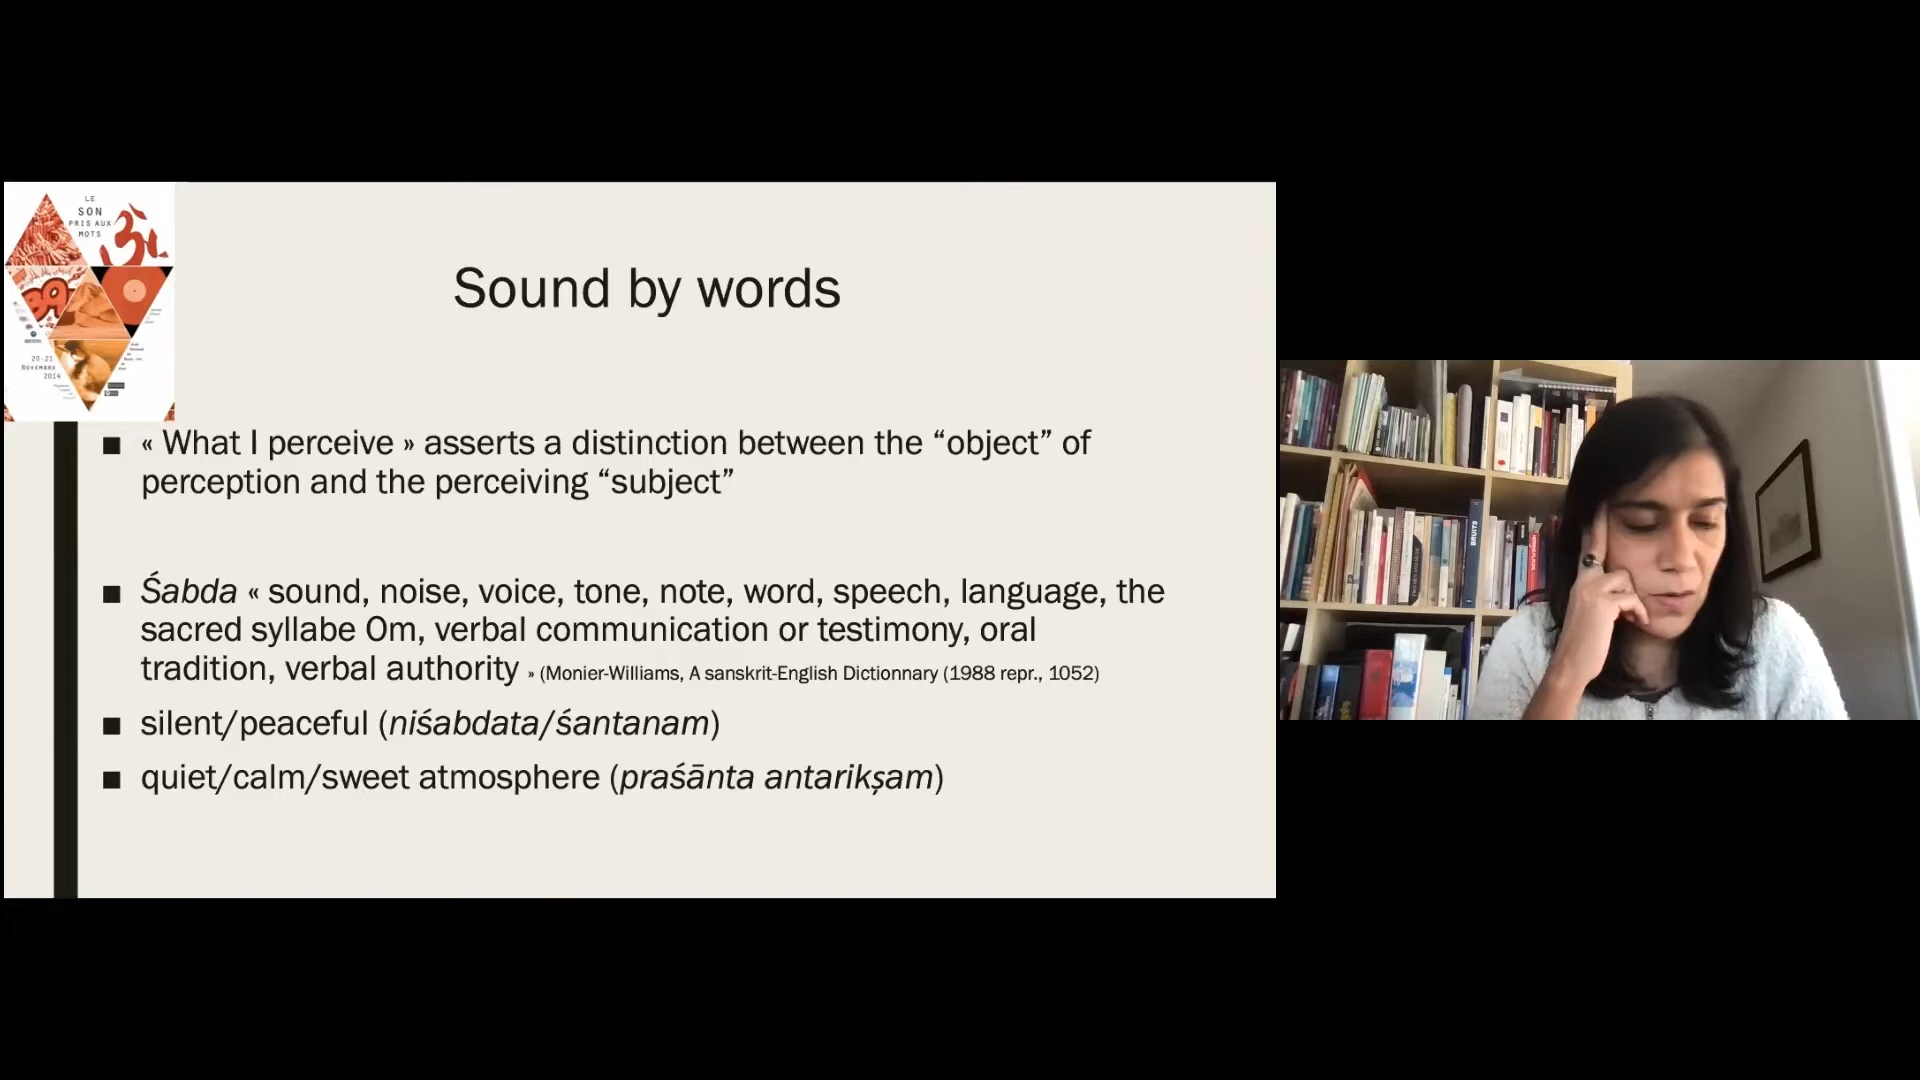 LE
SON
PRIS AUX
MOTS
20-21
NOVEMBRE
2014
Sound by words
■ « What I perceive » asserts a distinction between the “object” of
perception and the perceiving “subject”
■ Śabda « sound, noise, voice, tone, note, word, speech, language, the
sacred syllabe Om, verbal communication or testimony, oral
tradition, verbal authority » (Monier-Williams, A sanskrit-English Dictionnary (1988 repr., 1052)
■ silent/peaceful (niśabdata/śantanam)
■ quiet/calm/sweet atmosphere (praśānta antarikṣam)
BRUITS